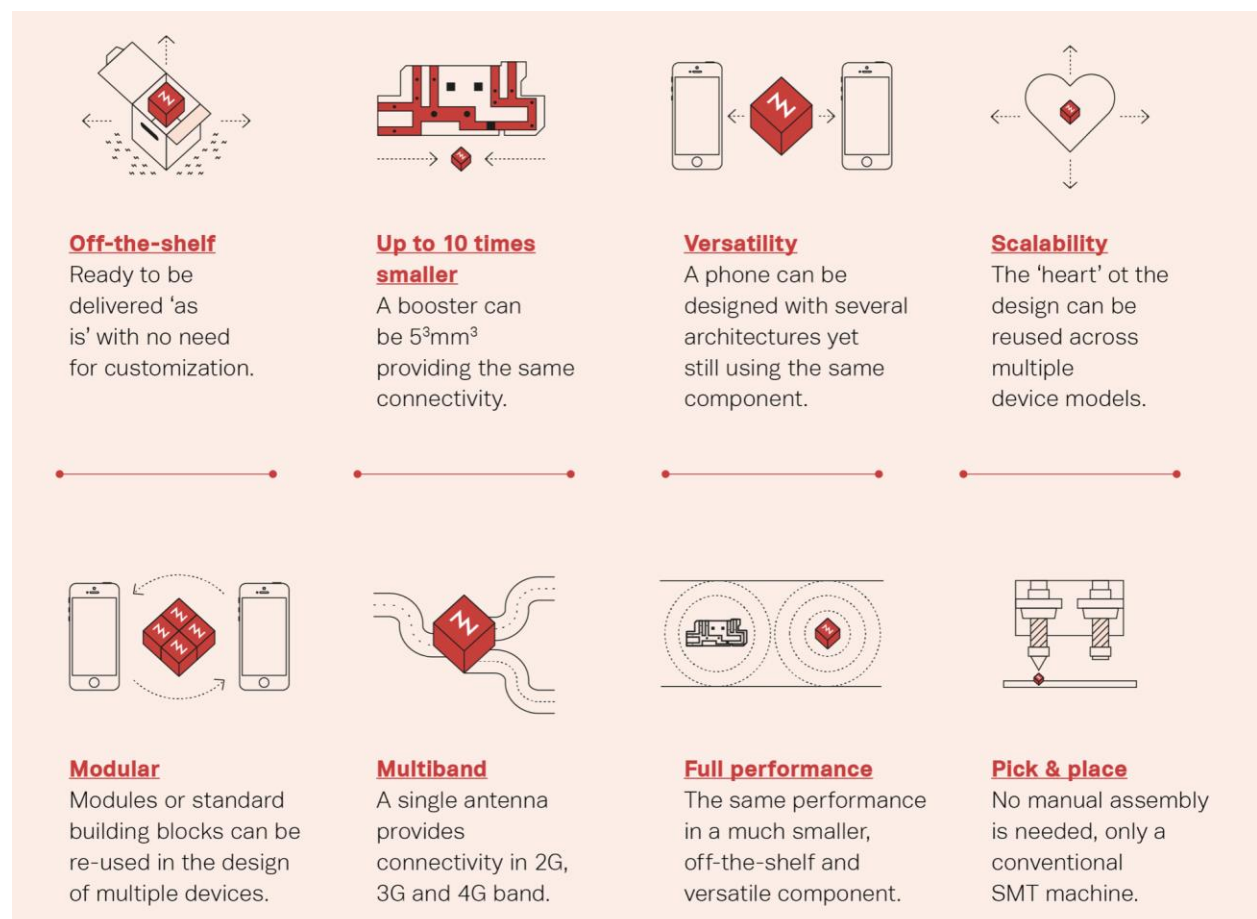 Off-the-shelf
Ready to be
delivered ‘as
is’ with no need
for customization.
Up to 10 times
smaller
A booster can
be 5³mm³
providing the same
connectivity.
Versatility
A phone can be
designed with several
architectures yet
still using the same
component.
Scalability
The ‘heart’ ot the
design can be
reused across
multiple
device models.
Modular
Modules or standard
building blocks can be
re-used in the design
of multiple devices.
Multiband
A single antenna
provides
connectivity in 2G,
3G and 4G band.
Full performance
The same performance
in a much smaller,
off-the-shelf and
versatile component.
Pick & place
No manual assembly
is needed, only a
conventional
SMT machine.